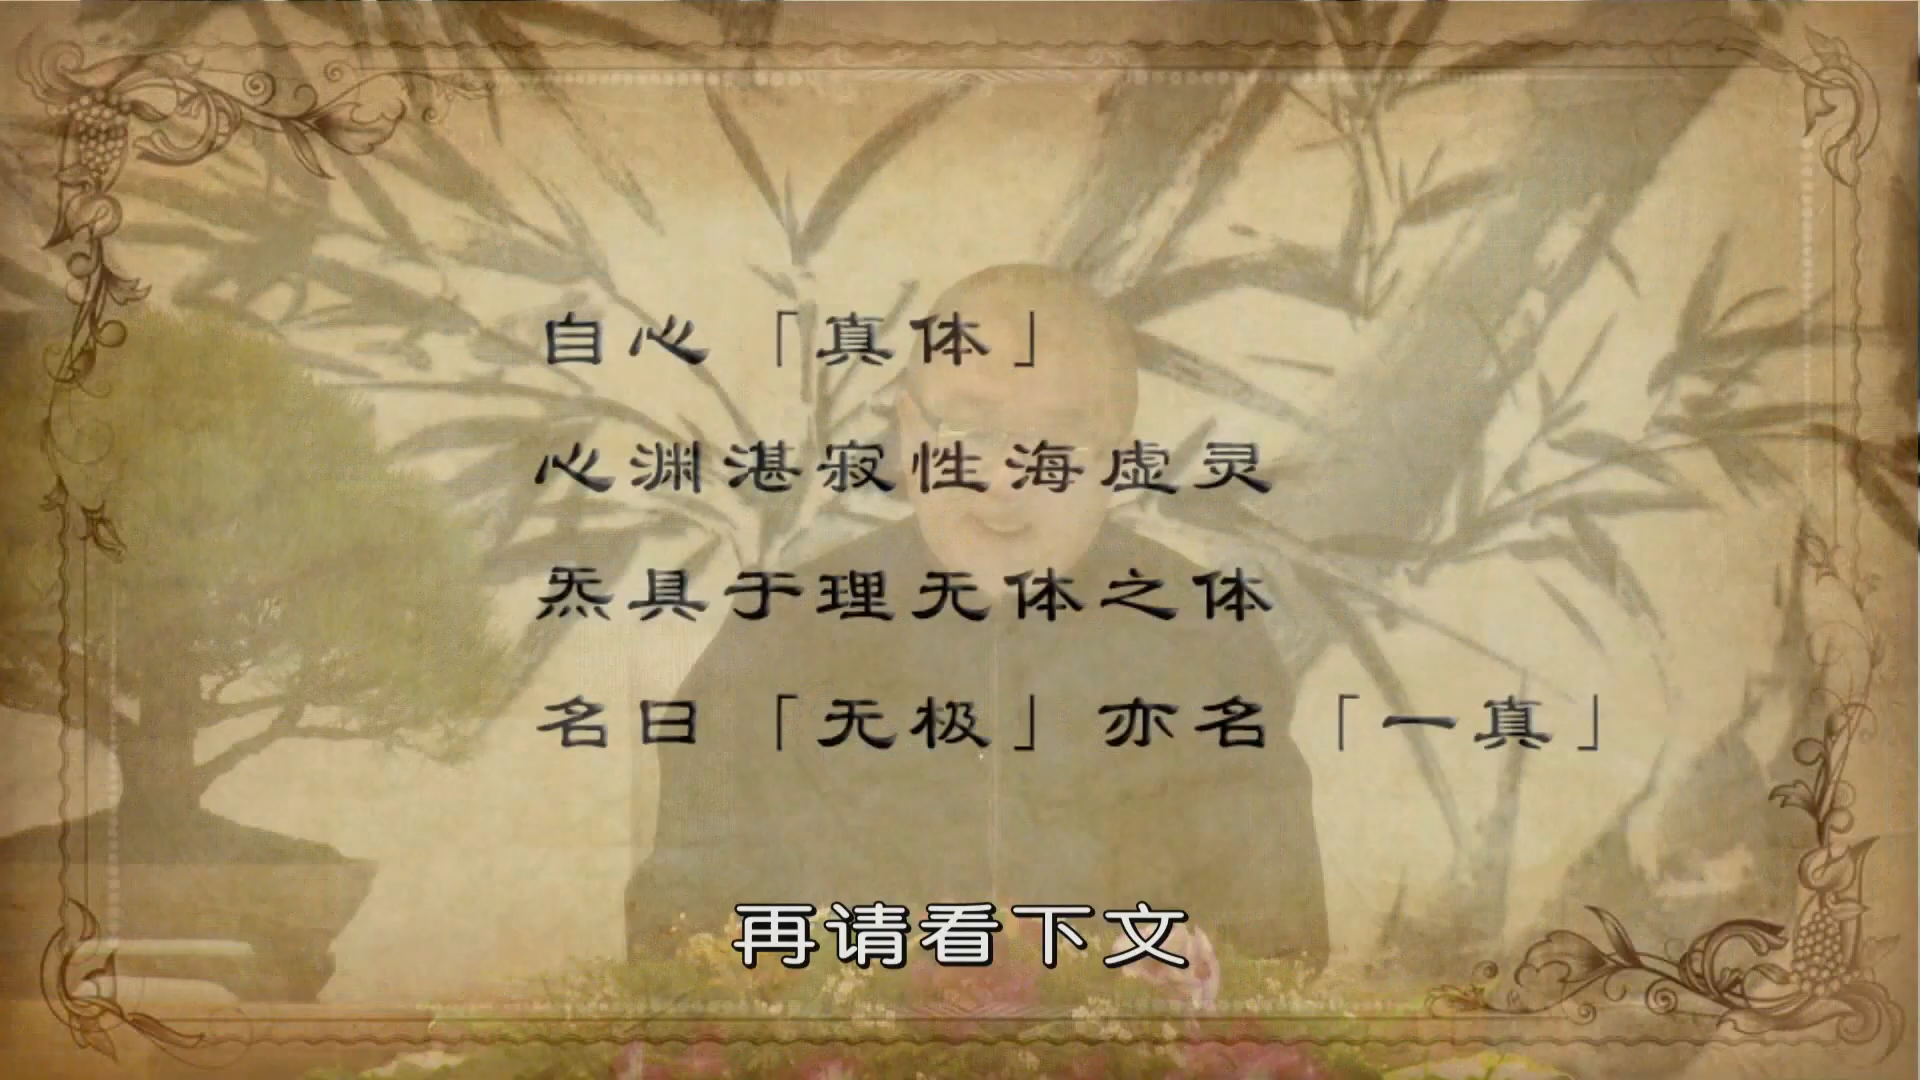 自心「真体」
心渊湛寂性海虚灵
炁具于理无体之体
名曰「无极」亦名「一真」
再请看下文